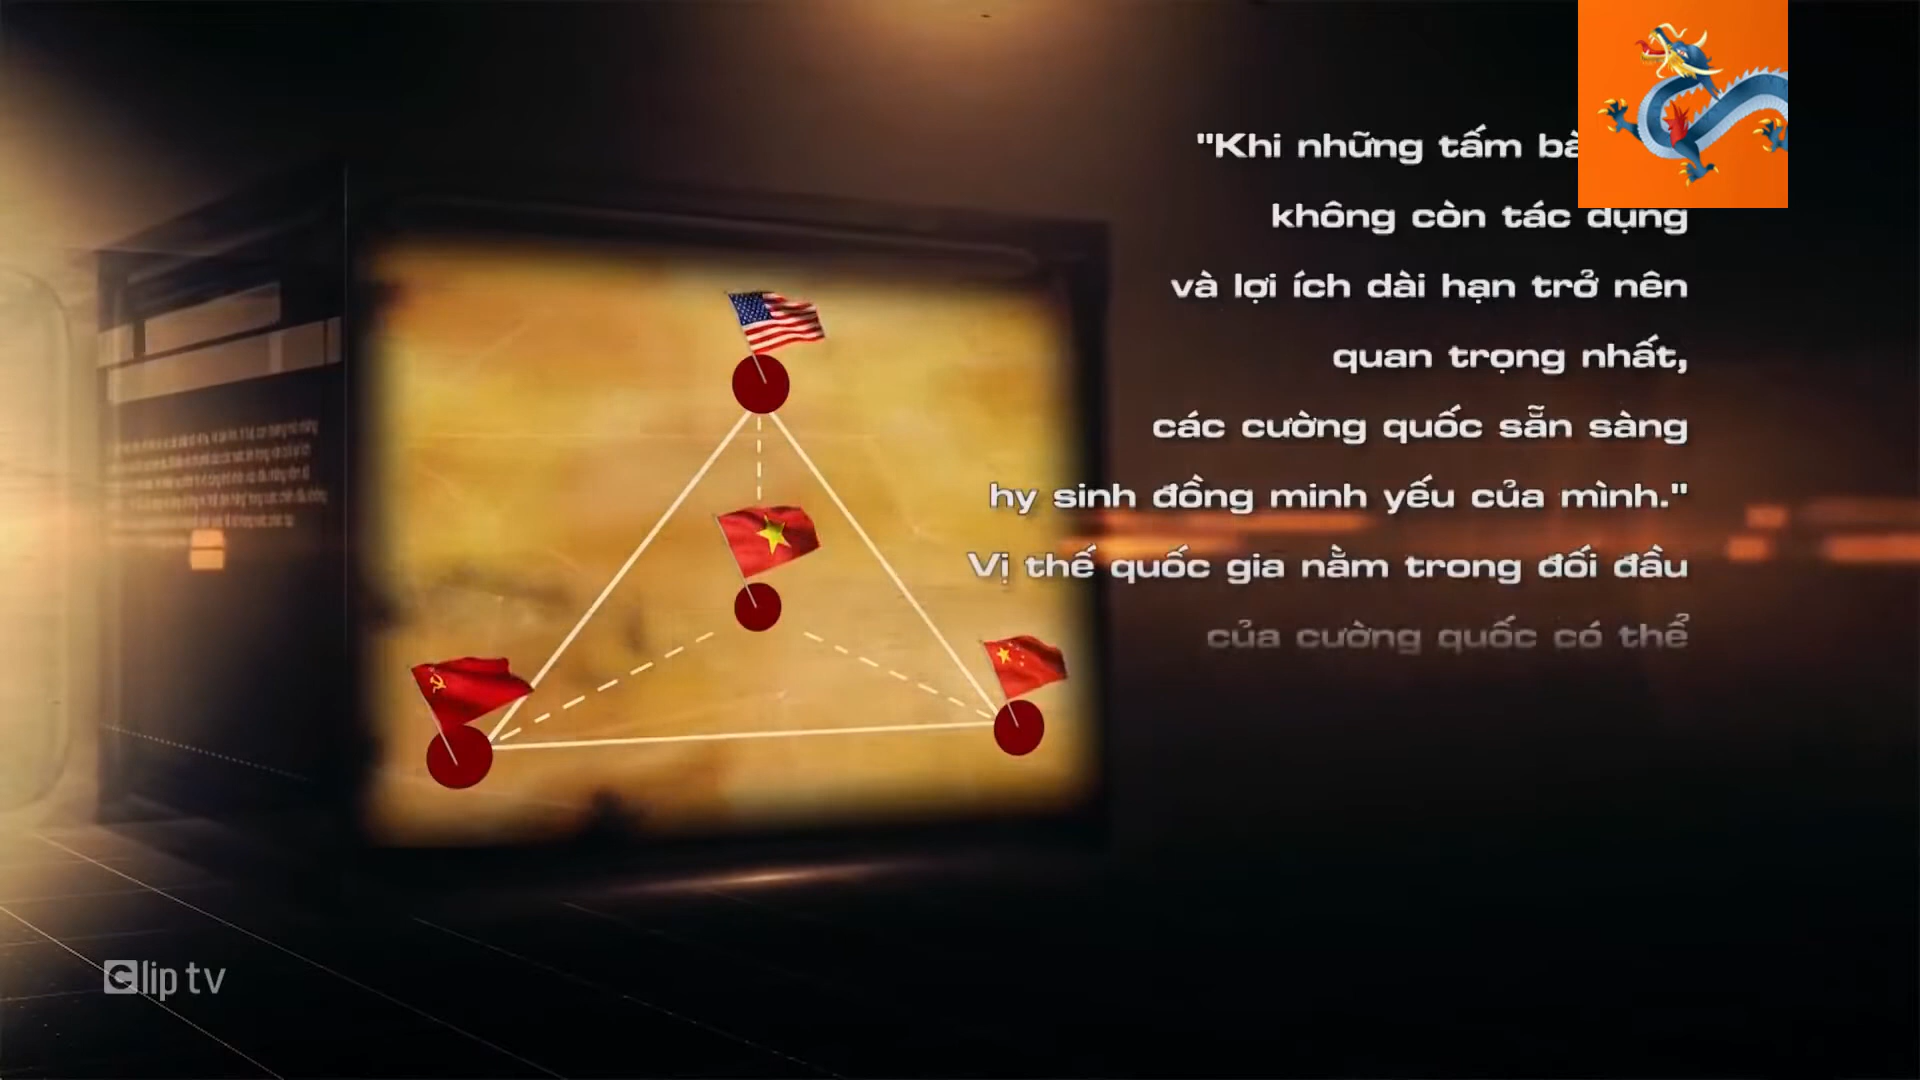 "Khi những tấm
không còn tác dụng
và lợi ích dài hạn trở nên
quan trọng nhất,
các cường quốc sẵn sàng
hy sinh đồng minh yếu của mình."
Vị thế quốc gia nằm trong đối đầu
của cường quốc có thể
Clip tv